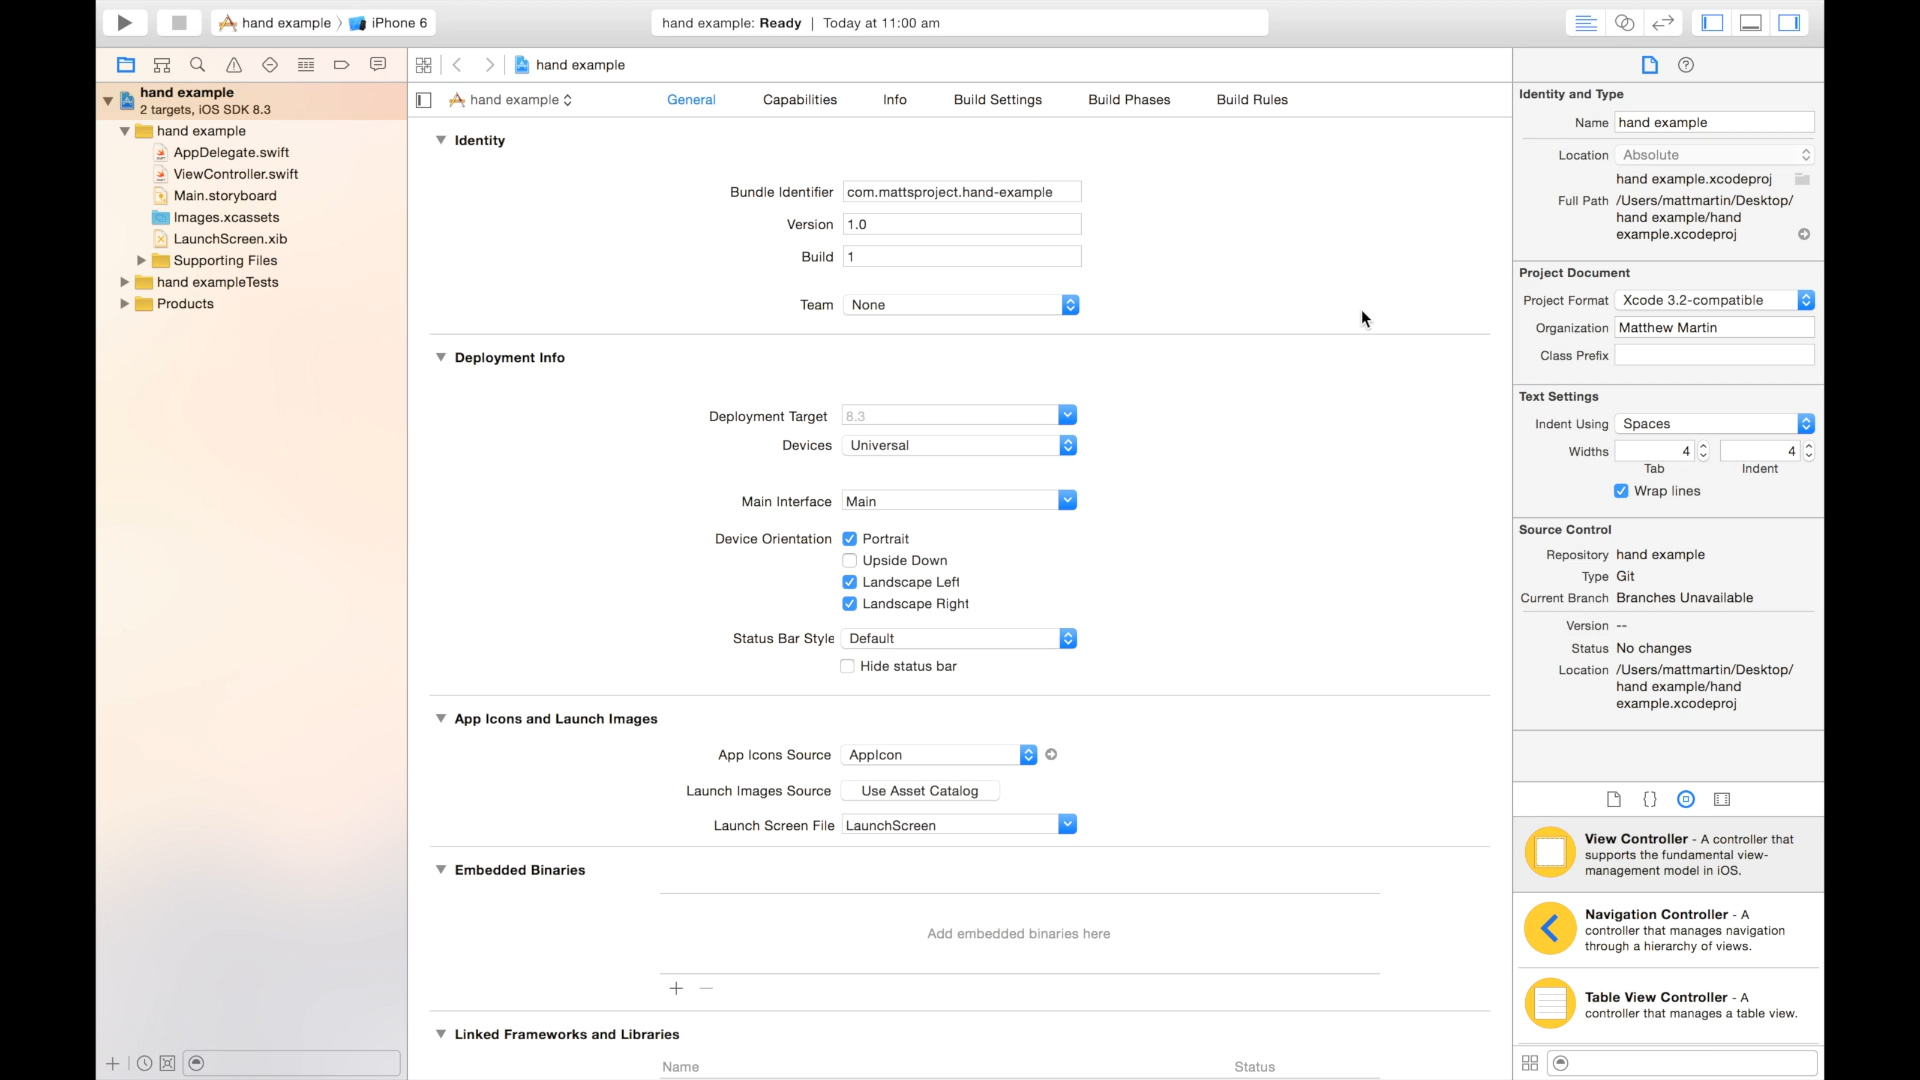 hand example 〉 iPhone 6
hand example: Ready | Today at 11:00 am
hand example
hand example
2 targets, iOS SDK 8.3
hand example
AppDelegate.swift
ViewController.swift
Main.storyboard
Images.xcassets
LaunchScreen.xib
Supporting Files
hand exampleTests
Products
hand example
General
Capabilities
Info
Build Settings
Build Phases
Build Rules
Identity
Bundle Identifier com.mattsproject.hand-example
Version 1.0
Build 1
Team None
Deployment Info
Deployment Target 8.3
Devices Universal
Main Interface Main
Device Orientation Portrait
Upside Down
Landscape Left
Landscape Right
Status Bar Style Default
Hide status bar
App Icons and Launch Images
App Icons Source AppIcon
Launch Images Source Use Asset Catalog
Launch Screen File LaunchScreen
Embedded Binaries
Add embedded binaries here
Linked Frameworks and Libraries
Name Status
Identity and Type
Name hand example
Location Absolute
hand example.xcodeproj
Full Path /Users/mattmartin/Desktop/
hand example/hand
example.xcodeproj
Project Document
Project Format Xcode 3.2-compatible
Organization Matthew Martin
Class Prefix
Text Settings
Indent Using Spaces
Widths 4 4
Tab Indent
Wrap lines
Source Control
Repository hand example
Type Git
Current Branch Branches Unavailable
Version --
Status No changes
Location /Users/mattmartin/Desktop/
hand example/hand
example.xcodeproj
View Controller - A controller that
supports the fundamental view-
management model in iOS.
Navigation Controller - A
controller that manages navigation
through a hierarchy of views.
Table View Controller - A
controller that manages a table view.